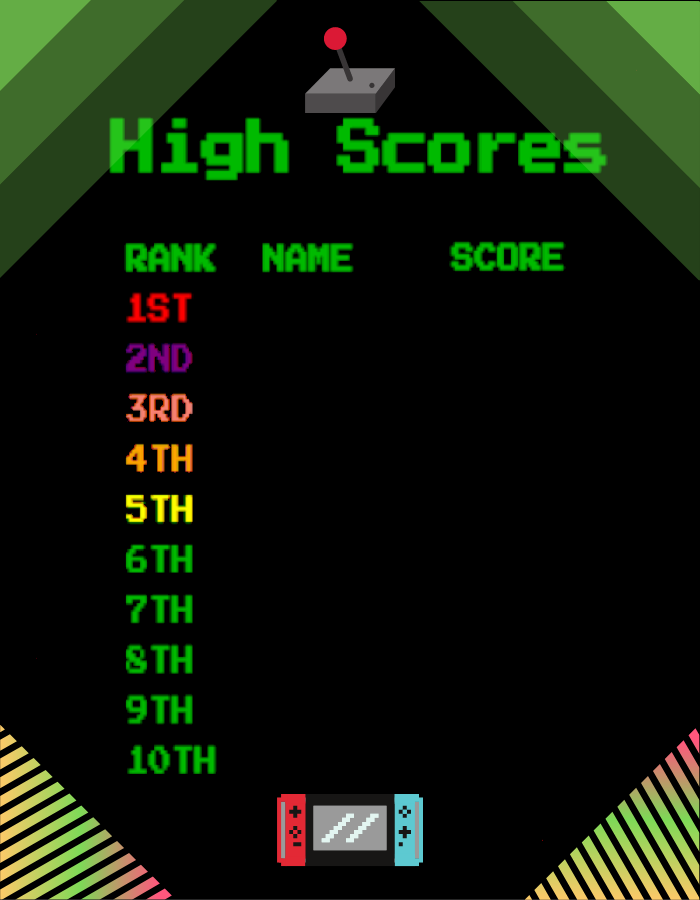 High Scores
RANK NAME SCORE
1ST
2ND
3RD
4TH
5TH
6TH
7TH
8TH
9TH
10TH